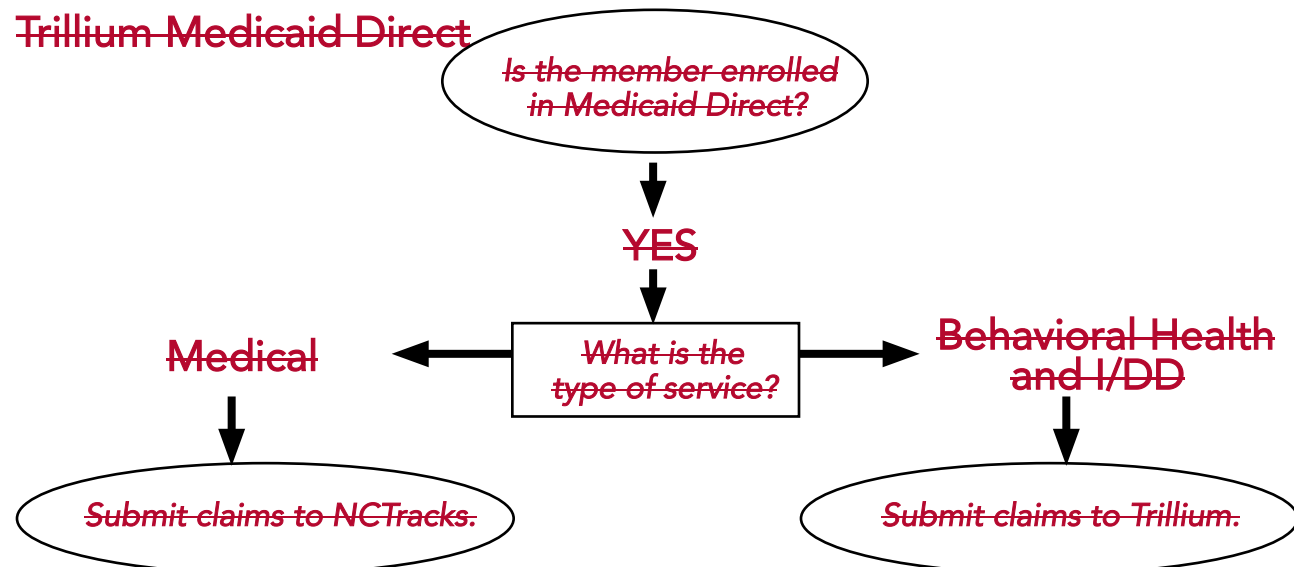 Trillium Medicaid Direct
Is the member enrolled
in Medicaid Direct?
YES
What is the
type of service?
Medical
Behavioral Health
and I/DD
Submit claims to NCTracks.
Submit claims to Trillium.